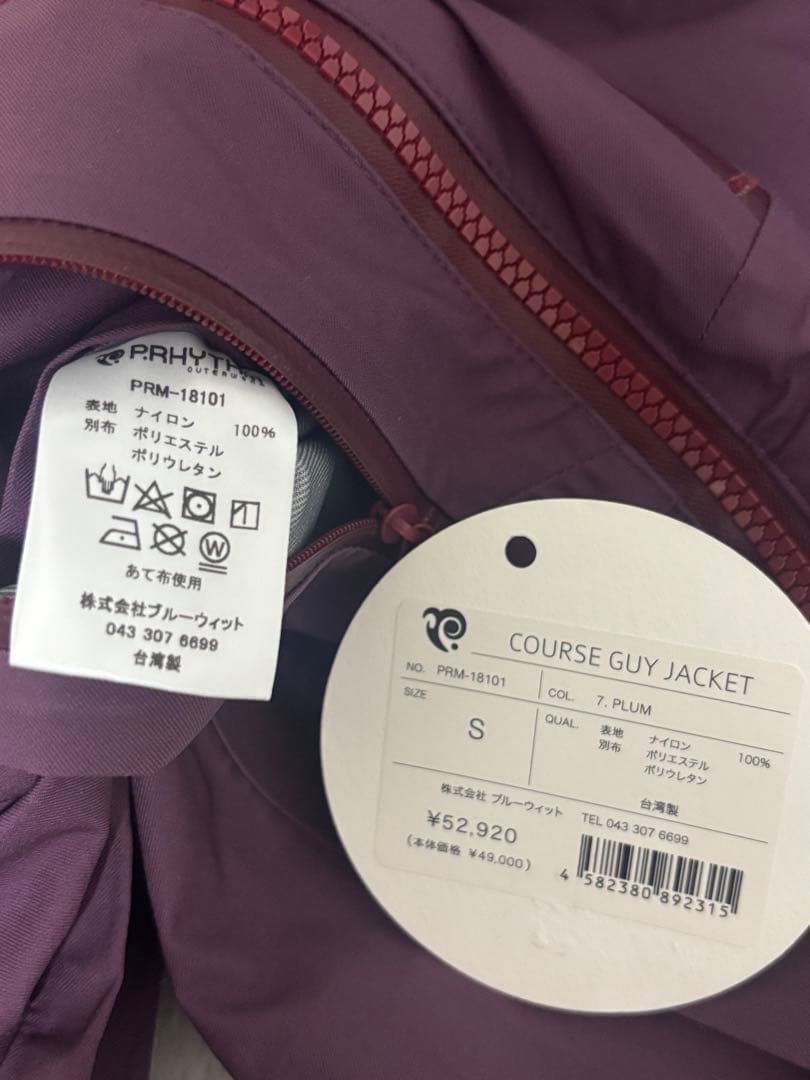 P.RHYTH
OUTERWORX
PRM-18101
表地 ナイロン 100%
別布 ポリエステル
ポリウレタン
W
あて布使用
株式会社ブルーウィット
043 307 6699
台湾製
COURSE GUY JACKET
NO. PRM-18101
COL. 7. PLUM
SIZE
S
QUAL. 表地 ナイロン 100%
別布 ポリエステル
ポリウレタン
台湾製
株式会社 ブルーウィット
TEL 043 307 6699
¥52,920
(本体価格 ¥49,000)
4 582380 892315